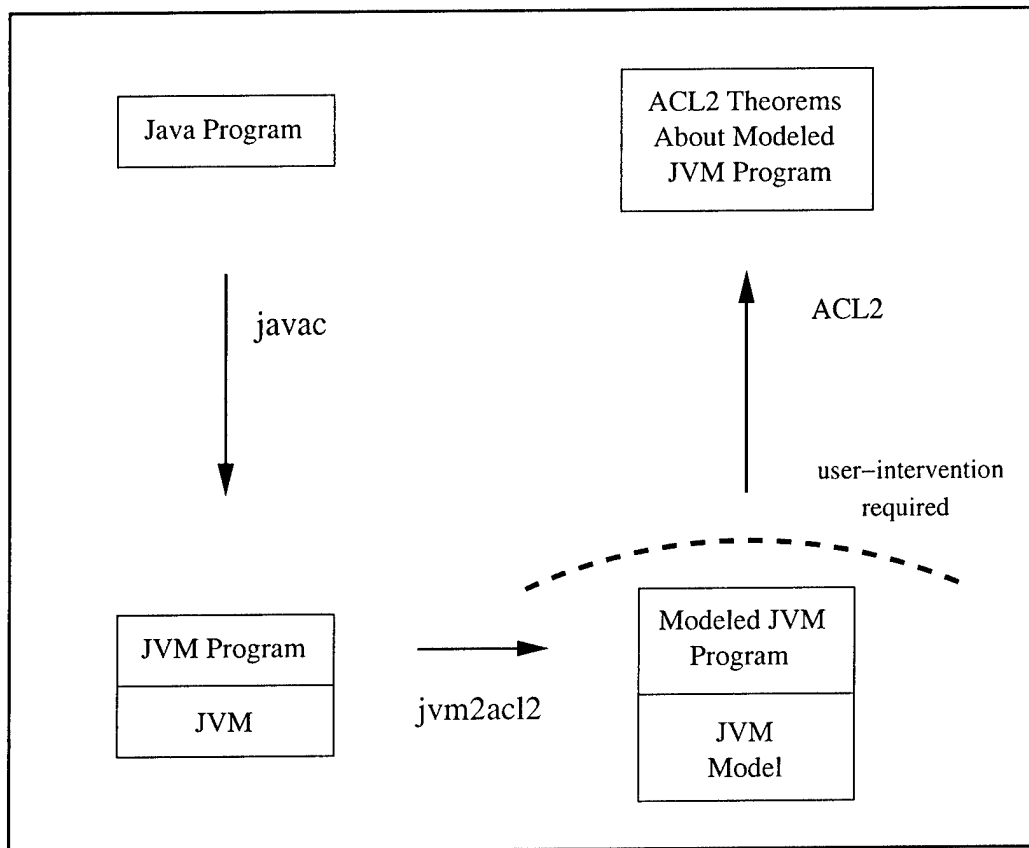 Java Program
ACL2 Theorems
About Modeled
JVM Program
javac
ACL2
user–intervention
required
JVM Program
JVM
jvm2acl2
Modeled JVM
Program
JVM
Model